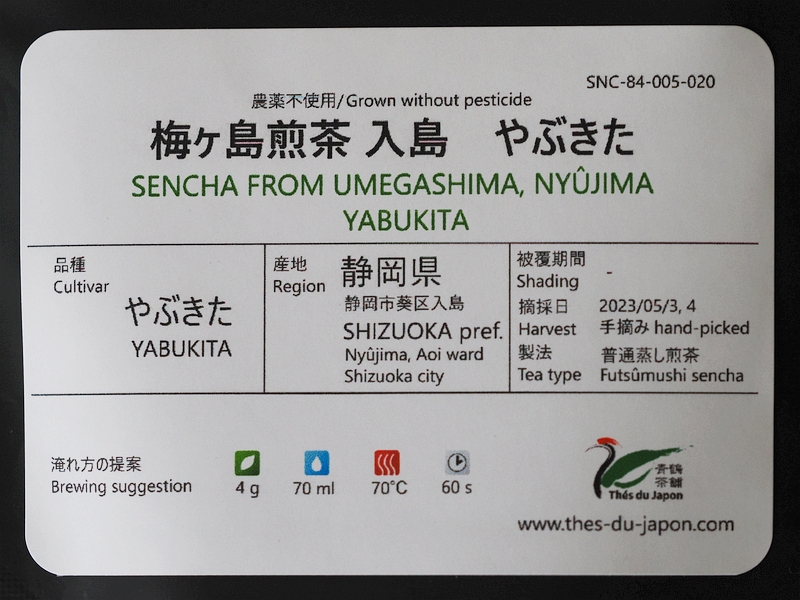 SNC-84-005-020
農薬不使用/Grown without pesticide
梅ヶ島煎茶 入島 やぶきた
SENCHA FROM UMEGASHIMA, NYÛJIMA
YABUKITA
品種
Cultivar
やぶきた
YABUKITA
産地
Region
静岡県
静岡市葵区入島
SHIZUOKA pref.
Nyûjima, Aoi ward
Shizuoka city
被覆期間
Shading -
摘採日 2023/05/3, 4
Harvest 手摘み hand-picked
製法 普通蒸し煎茶
Tea type Futsûmushi sencha
淹れ方の提案
Brewing suggestion
4 g 70 ml 70°C 60 s
青鶴
茶舗
Thés du Japon
www.thes-du-japon.com